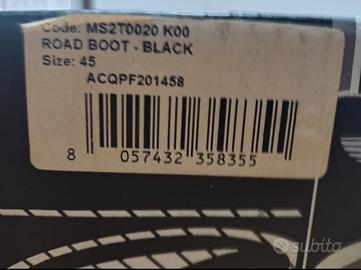 Code: MS2T0020 K00
ROAD BOOT - BLACK
Size: 45
ACQPF201458
8 057432 358355
subito